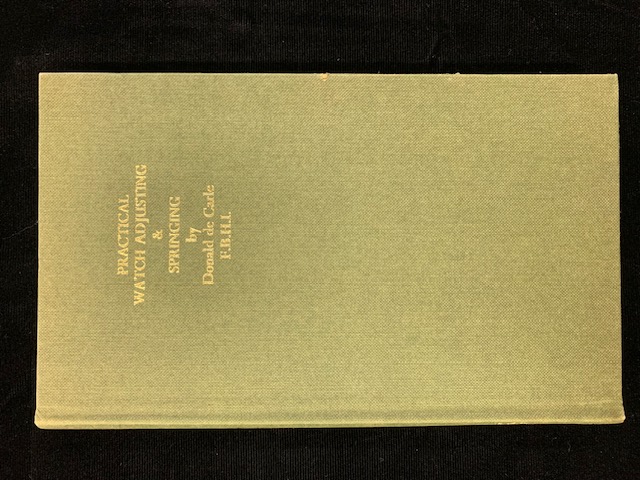 PRACTICAL
WATCH ADJUSTING
&
SPRINGING
by
Donald de Carle
F.B.H.I.